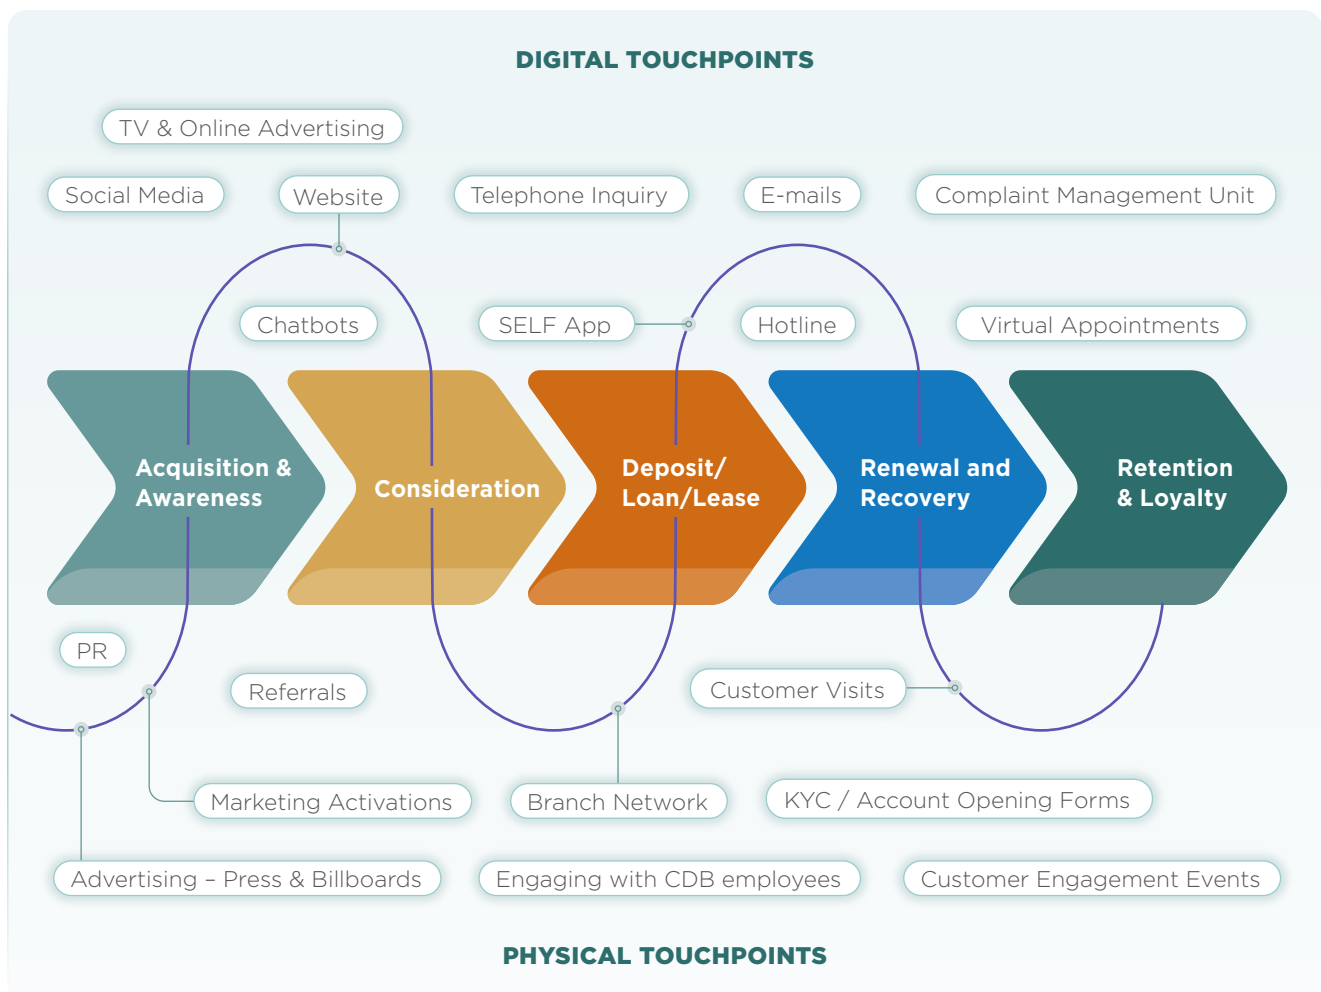 DIGITAL TOUCHPOINTS
TV & Online Advertising
Social Media
Website
Telephone Inquiry
E-mails
Complaint Management Unit
Chatbots
SELF App
Hotline
Virtual Appointments
Acquisition &
Awareness
Consideration
Deposit/
Loan/Lease
Renewal and
Recovery
Retention
& Loyalty
PR
Referrals
Customer Visits
Marketing Activations
Branch Network
KYC / Account Opening Forms
Advertising – Press & Billboards
Engaging with CDB employees
Customer Engagement Events
PHYSICAL TOUCHPOINTS